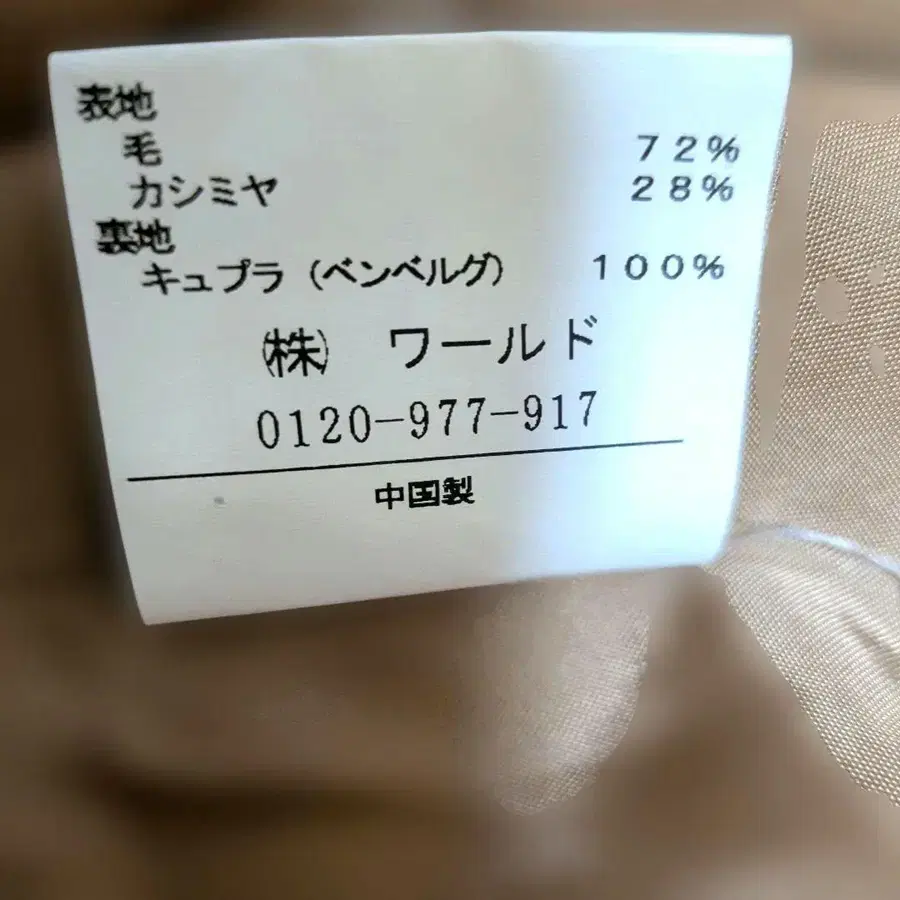 表地
毛 72%
カシミヤ 28%
裏地
キュプラ (ベンベルグ) 100%
(株) ワールド
0120-977-917
中国製